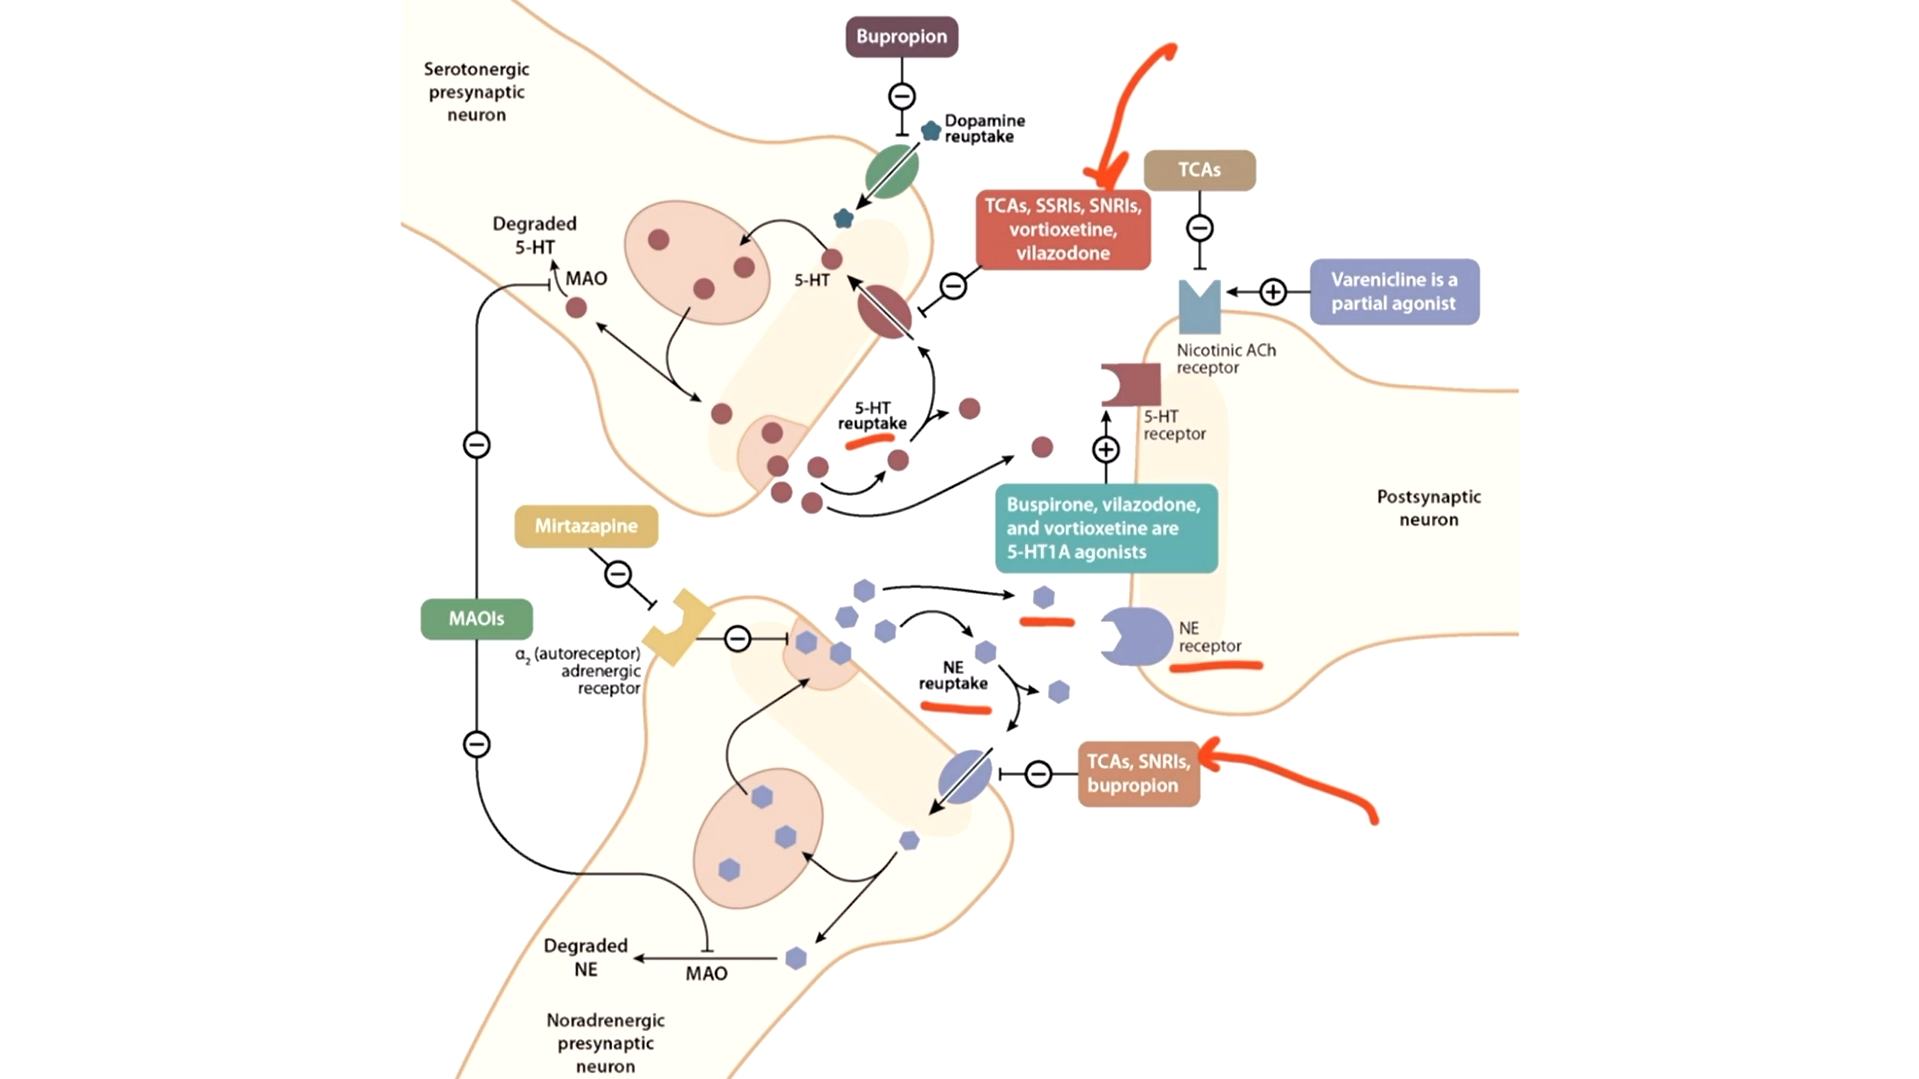 Bupropion
Serotonergic
presynaptic
neuron
Dopamine
reuptake
TCAs
TCAs, SSRIs, SNRIs,
vortioxetine,
vilazodone
Degraded
5-HT
MAO
5-HT
Varenicline is a
partial agonist
Nicotinic ACh
receptor
5-HT
reuptake
5-HT
receptor
Buspirone, vilazodone,
and vortioxetine are
5-HT1A agonists
Postsynaptic
neuron
Mirtazapine
MAOIs
α₂ (autoreceptor)
adrenergic
receptor
NE
receptor
NE
reuptake
TCAs, SNRIs,
bupropion
Degraded
NE
MAO
Noradrenergic
presynaptic
neuron